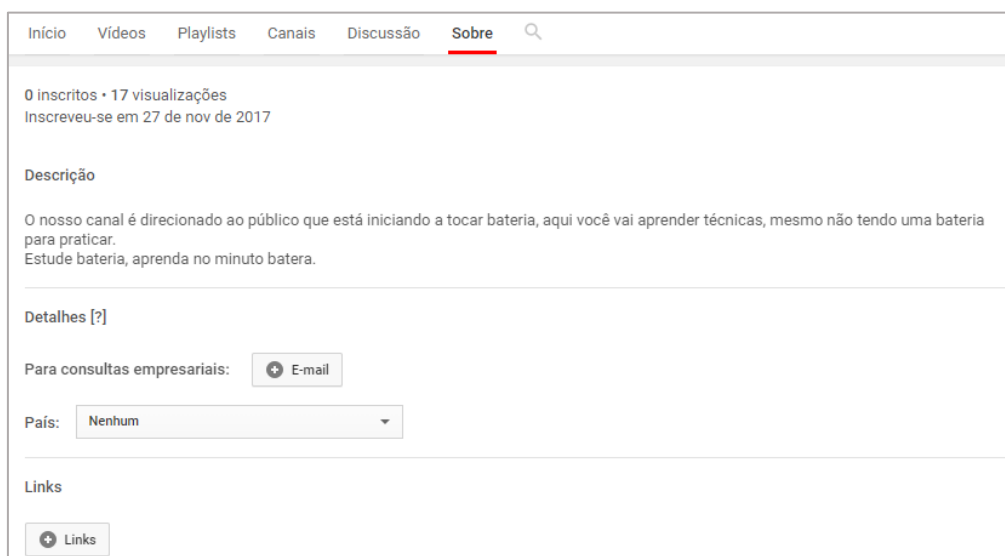 Início Vídeos Playlists Canais Discussão Sobre
0 inscritos • 17 visualizações
Inscreveu-se em 27 de nov de 2017
Descrição
O nosso canal é direcionado ao público que está iniciando a tocar bateria, aqui você vai aprender técnicas, mesmo não tendo uma bateria
para praticar.
Estude bateria, aprenda no minuto batera.
Detalhes [?]
Para consultas empresariais: E-mail
País: Nenhum
Links
Links